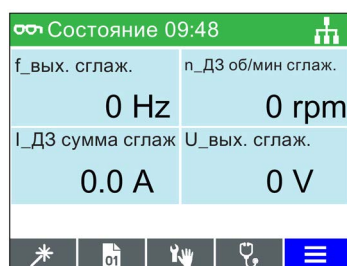 Состояние 09:48
f_вых. сглаж.
n_ДЗ об/мин сглаж.
0 Hz
0 rpm
I_ДЗ сумма сглаж
U_вых. сглаж.
0.0 A
0 V
01